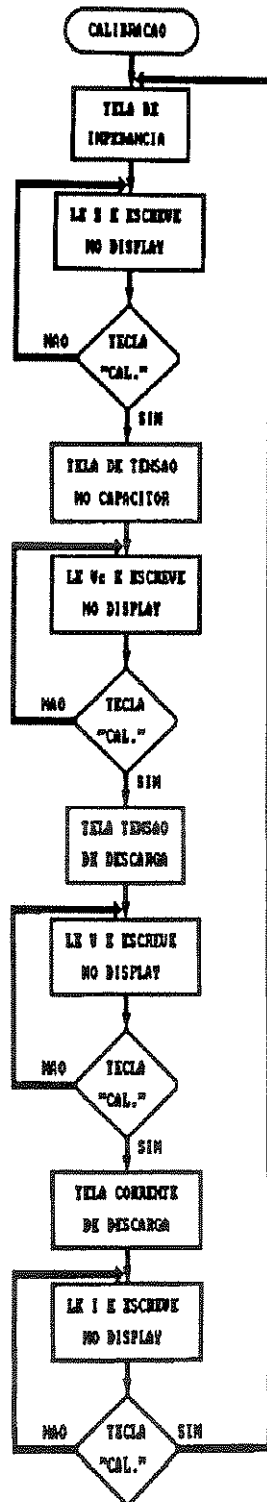 CALIBRACAO
TELA DE
IMPEDANCIA
LE Z E ESCREVE
NO DISPLAY
NAO
TECLA
"CAL."
SIM
TELA DE TENSAO
NO CAPACITOR
LE Vc E ESCREVE
NO DISPLAY
NAO
TECLA
"CAL."
SIM
TELA TENSAO
DE DESCARGA
LE V E ESCREVE
NO DISPLAY
NAO
TECLA
"CAL."
SIM
TELA CORRENTE
DE DESCARGA
LE I E ESCREVE
NO DISPLAY
NAO
TECLA
SIM
"CAL."